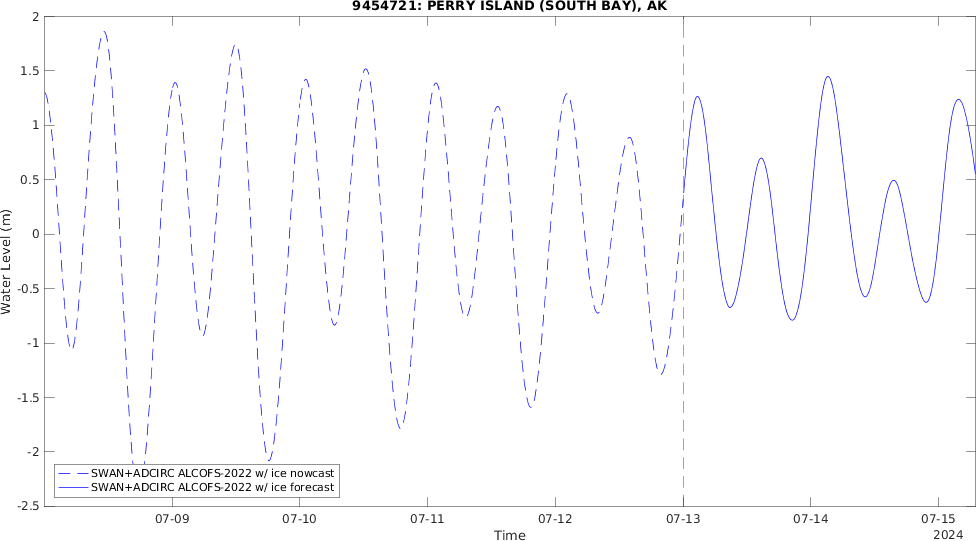 9454721: PERRY ISLAND (SOUTH BAY), AK
2
1.5
1
0.5
0
-0.5
-1
-1.5
-2
-2.5
Water Level (m)
SWAN+ADCIRC ALCOFS-2022 w/ ice nowcast
SWAN+ADCIRC ALCOFS-2022 w/ ice forecast
07-09 07-10 07-11 07-12 07-13 07-14 07-15
Time
2024